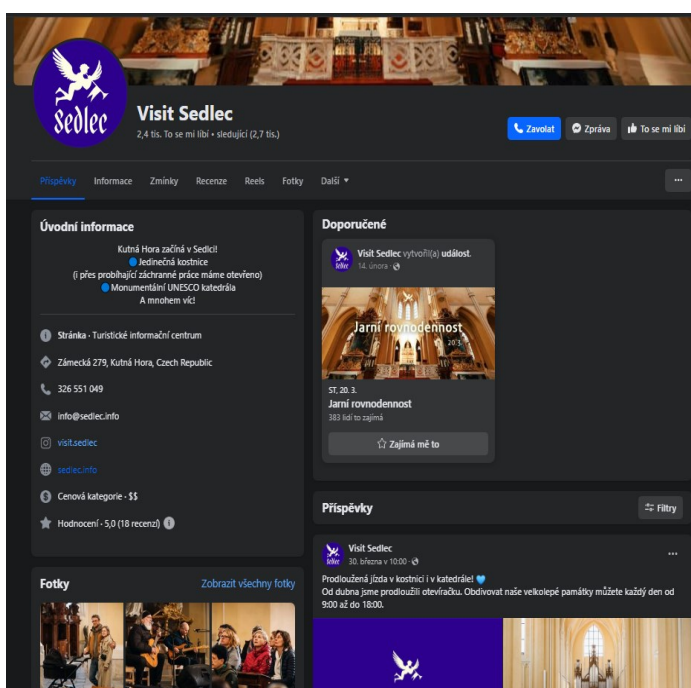 Sedlec
Visit Sedlec
2,4 tis. To se mi líbí • sledující (2,7 tis.)
Zavolat
Zpráva
To se mi líbí
Příspěvky
Informace
Zmínky
Recenze
Reels
Fotky
Další
Úvodní informace
Kutná Hora začíná v Sedlci!
Jedinečná kostnice
(i přes probíhající záchranné práce máme otevřeno)
Monumentální UNESCO katedrála
A mnohem víc!
Stránka · Turistické informační centrum
Zámecká 279, Kutná Hora, Czech Republic
326 551 049
info@sedlec.info
visit.sedlec
sedlec.info
Cenová kategorie · $$
Hodnocení · 5,0 (18 recenzí)
Fotky
Zobrazit všechny fotky
Doporučené
Visit Sedlec vytvořil(a) událost.
14. února
Jarní rovnodennost
20.3.
ST, 20. 3.
Jarní rovnodennost
383 lidí to zajímá
Zajímá mě to
Příspěvky
Filtry
Visit Sedlec
30. března v 10:00
Prodloužená jízda v kostnici i v katedrále!
Od dubna jsme prodloužili otevíračku. Obdivovat naše velkolepé památky můžete každý den od
9:00 až do 18:00.